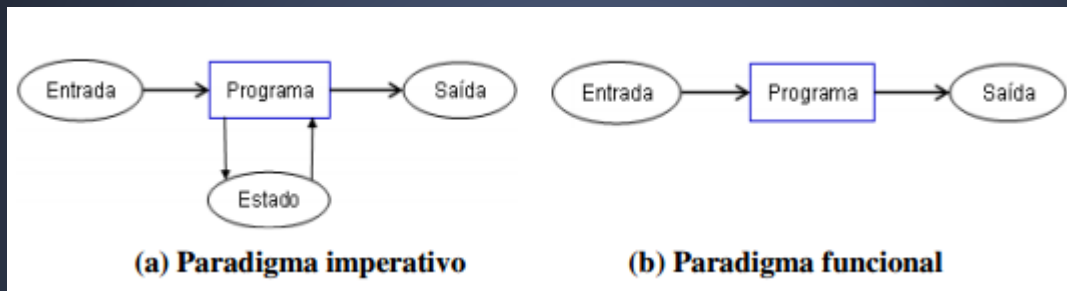 Entrada
Programa
Saída
Estado
(a) Paradigma imperativo
Entrada
Programa
Saída
(b) Paradigma funcional